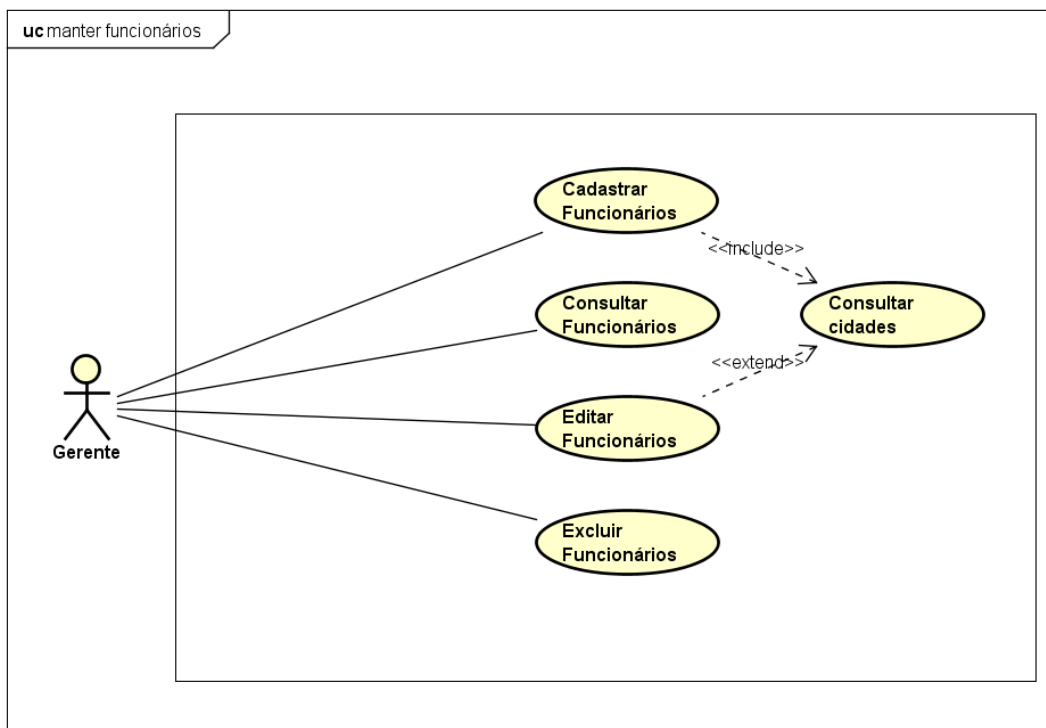 uc manter funcionários
Cadastrar
Funcionários
<<include>>
Consultar
Funcionários
Consultar
cidades
<<extend>>
Editar
Funcionários
Gerente
Excluir
Funcionários